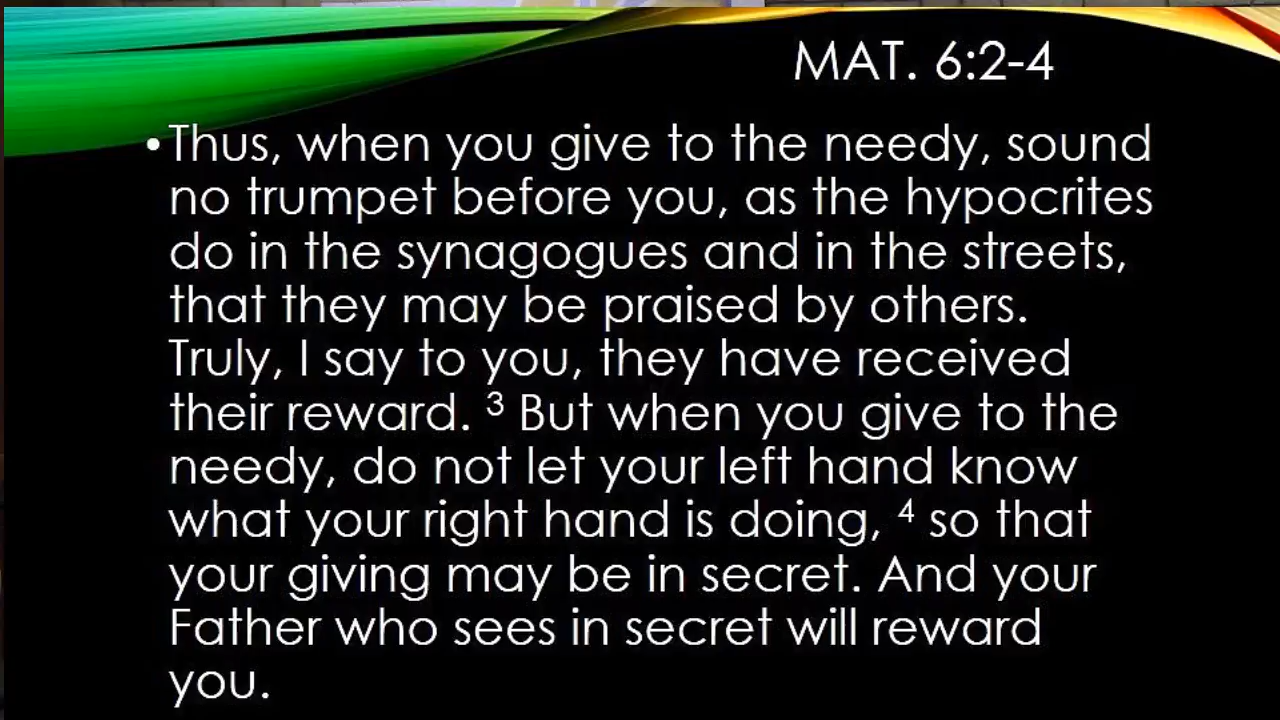 MAT. 6:2-4
•Thus, when you give to the needy, sound
no trumpet before you, as the hypocrites
do in the synagogues and in the streets,
that they may be praised by others.
Truly, I say to you, they have received
their reward. ³ But when you give to the
needy, do not let your left hand know
what your right hand is doing, ⁴ so that
your giving may be in secret. And your
Father who sees in secret will reward
you.